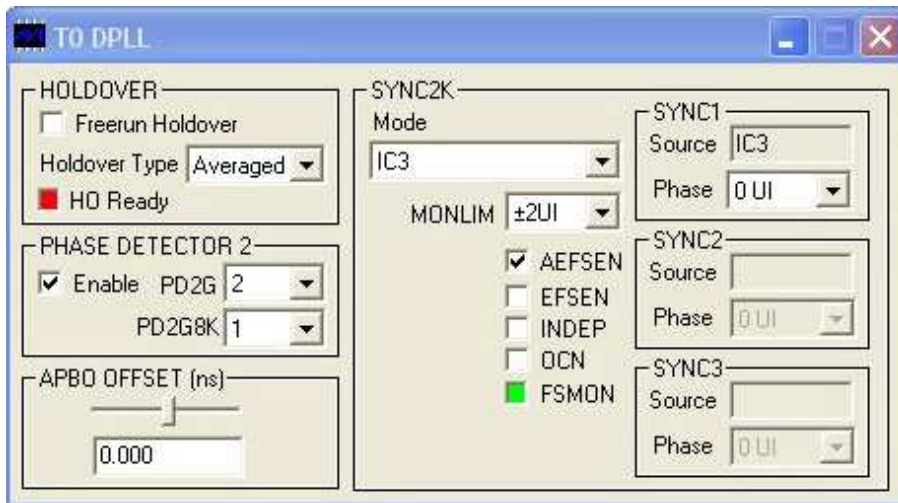 T0 DPLL
HOLDOVER
Freerun Holdover
Holdover Type Averaged
HO Ready
PHASE DETECTOR 2
Enable PD2G 2
PD2G8K 1
APBO OFFSET (ns)
0.000
SYNC2K
Mode
IC3
MONLIM ±2UI
AEFSEN
EFSEN
INDEP
OCN
FSMON
SYNC1
Source IC3
Phase 0 UI
SYNC2
Source
Phase 0 UI
SYNC3
Source
Phase 0 UI